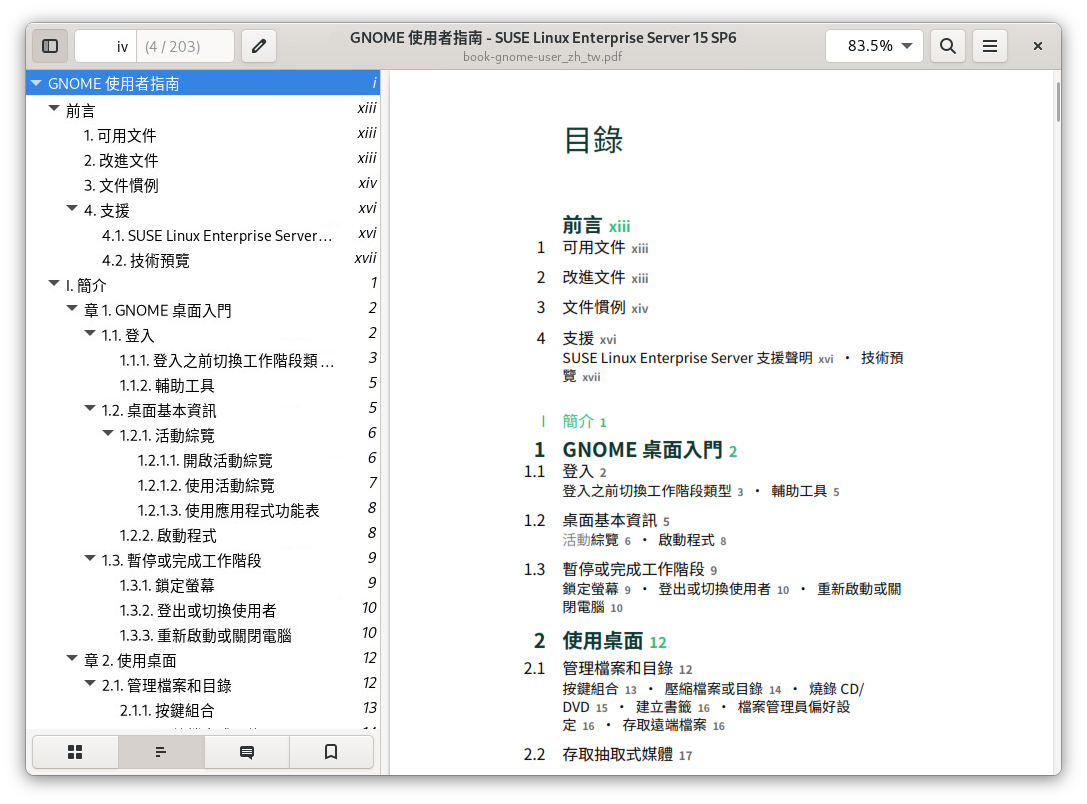 iv (4 / 203)
GNOME 使用者指南 - SUSE Linux Enterprise Server 15 SP6
book-gnome-user_zh_tw.pdf
83.5%
GNOME 使用者指南 i
前言 xiii
1. 可用文件 xiii
2. 改進文件 xiii
3. 文件慣例 xiv
4. 支援 xvi
4.1. SUSE Linux Enterprise Server… xvi
4.2. 技術預覽 xvii
I. 簡介 1
章 1. GNOME 桌面入門 2
1.1. 登入 2
1.1.1. 登入之前切換工作階段類… 3
1.1.2. 輔助工具 5
1.2. 桌面基本資訊 5
1.2.1. 活動綜覽 6
1.2.1.1. 開啟活動綜覽 6
1.2.1.2. 使用活動綜覽 7
1.2.1.3. 使用應用程式功能表 8
1.2.2. 啟動程式 8
1.3. 暫停或完成工作階段 9
1.3.1. 鎖定螢幕 9
1.3.2. 登出或切換使用者 10
1.3.3. 重新啟動或關閉電腦 10
章 2. 使用桌面 12
2.1. 管理檔案和目錄 12
2.1.1. 按鍵組合 13
目錄
前言 xiii
1 可用文件 xiii
2 改進文件 xiii
3 文件慣例 xiv
4 支援 xvi
SUSE Linux Enterprise Server 支援聲明 xvi • 技術預
覽 xvii
I 簡介 1
1 GNOME 桌面入門 2
1.1 登入 2
登入之前切換工作階段類型 3 • 輔助工具 5
1.2 桌面基本資訊 5
活動綜覽 6 • 啟動程式 8
1.3 暫停或完成工作階段 9
鎖定螢幕 9 • 登出或切換使用者 10 • 重新啟動或關
閉電腦 10
2 使用桌面 12
2.1 管理檔案和目錄 12
按鍵組合 13 • 壓縮檔案或目錄 14 • 燒錄 CD/
DVD 15 • 建立書籤 16 • 檔案管理員偏好設
定 16 • 存取遠端檔案 16
2.2 存取抽取式媒體 17